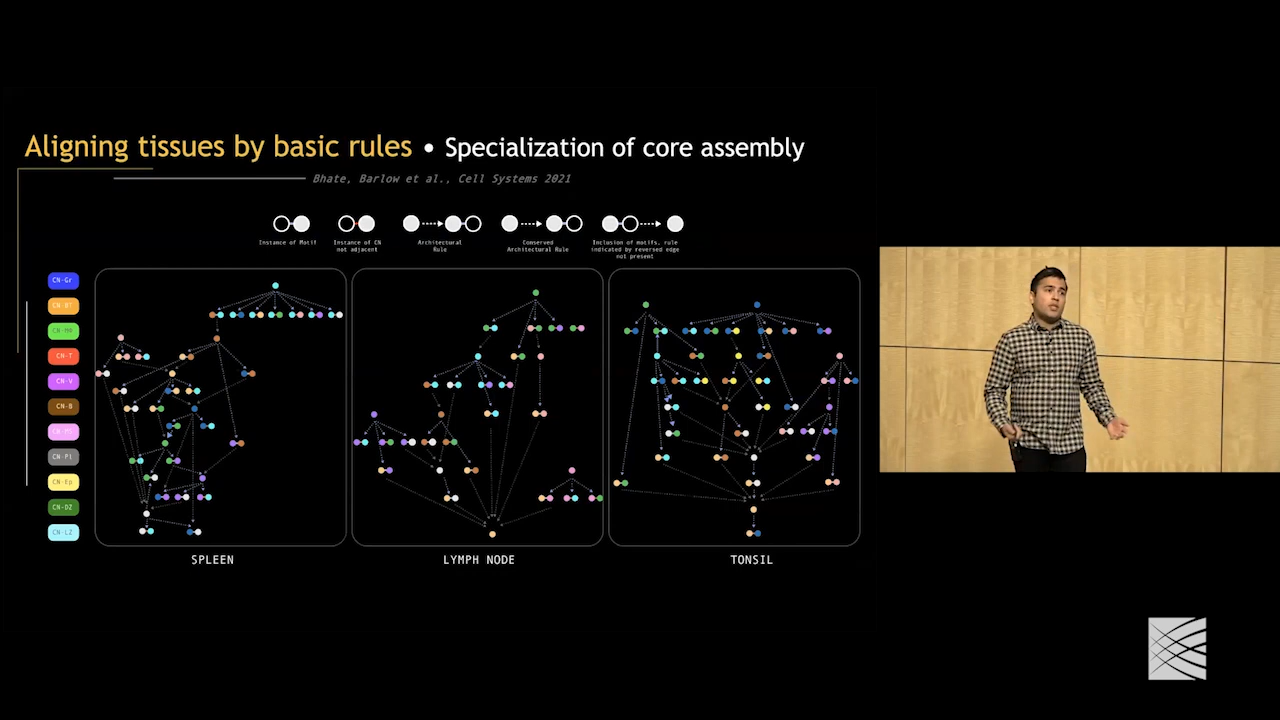 Aligning tissues by basic rules • Specialization of core assembly
Bhate, Barlow et al., Cell Systems 2021
Instance of Motif
Instance of CN
not adjacent
Architectural
Rule
Conserved
Architectural Rule
Inclusion of motifs, rule
indicated by reversed edge
not present
CN-Gr
CN-T
CN-V
CN-B
CN-Pl
CN-Ep
CN-DZ
CN-LZ
SPLEEN
LYMPH NODE
TONSIL